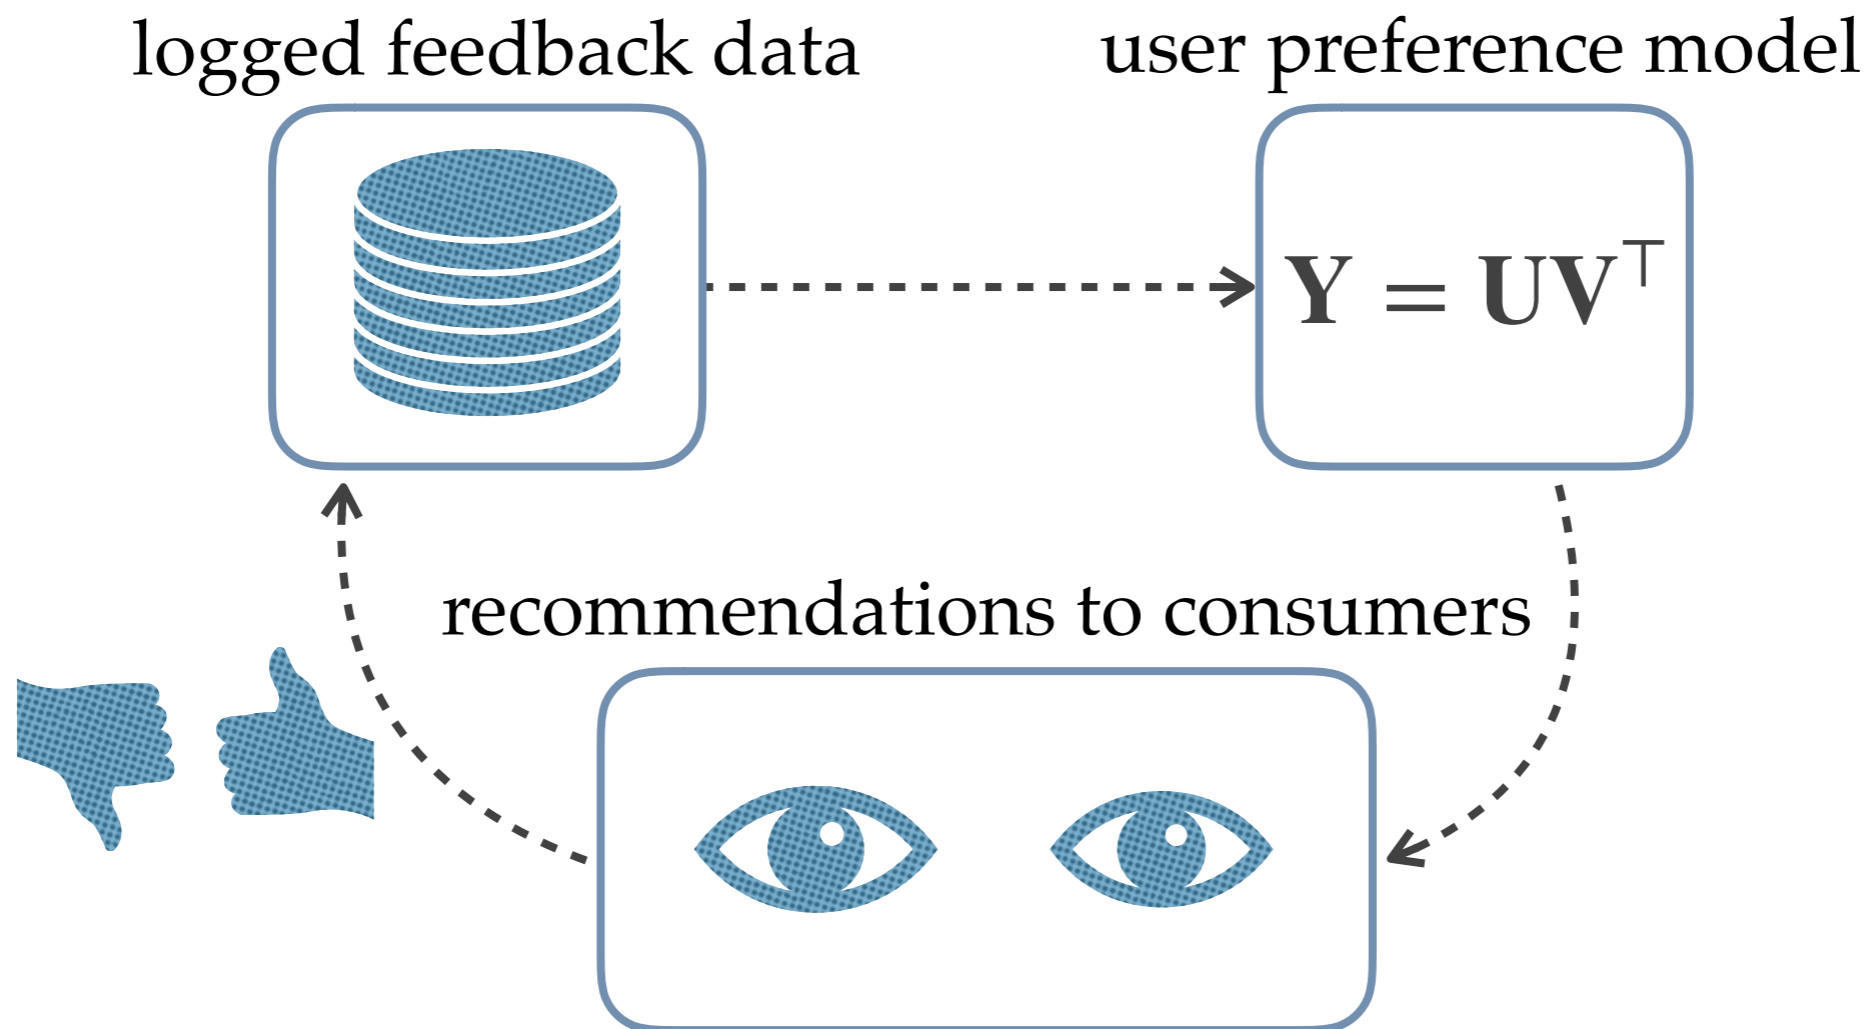 logged feedback data
user preference model
Y = UV⊤
recommendations to consumers